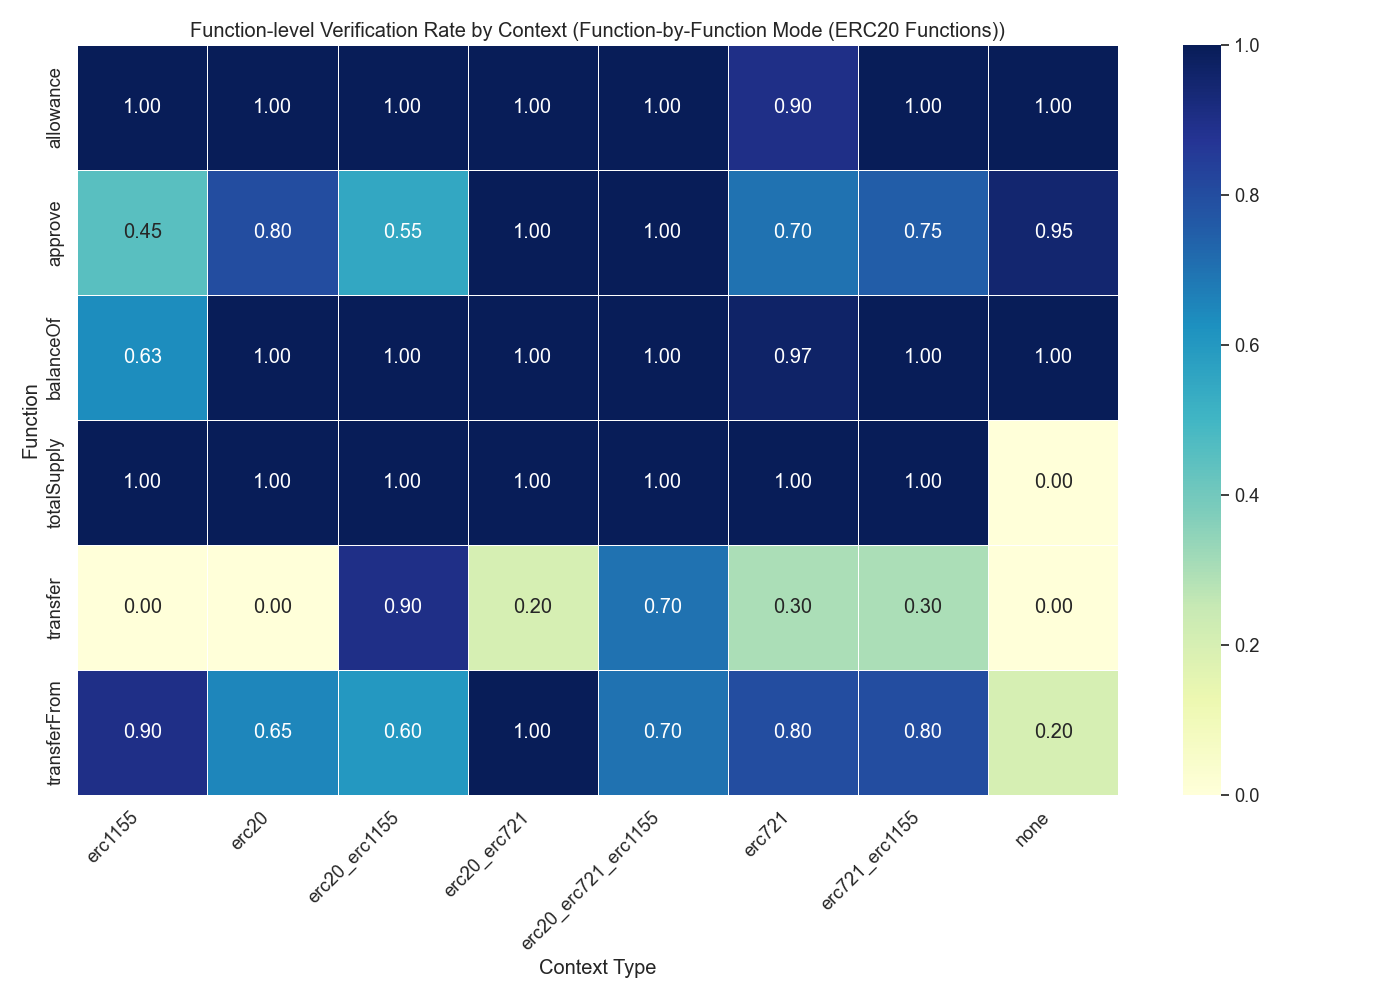 Function-level Verification Rate by Context (Function-by-Function Mode (ERC20 Functions))
Function
allowance 1.00 1.00 1.00 1.00 1.00 0.90 1.00 1.00
approve 0.45 0.80 0.55 1.00 1.00 0.70 0.75 0.95
balanceOf 0.63 1.00 1.00 1.00 1.00 0.97 1.00 1.00
totalSupply 1.00 1.00 1.00 1.00 1.00 1.00 1.00 0.00
transfer 0.00 0.00 0.90 0.20 0.70 0.30 0.30 0.00
transferFrom 0.90 0.65 0.60 1.00 0.70 0.80 0.80 0.20
erc1155 erc20 erc20_erc1155 erc20_erc721 erc20_erc721_erc1155 erc721 erc721_erc1155 none
Context Type
1.0
0.8
0.6
0.4
0.2
0.0